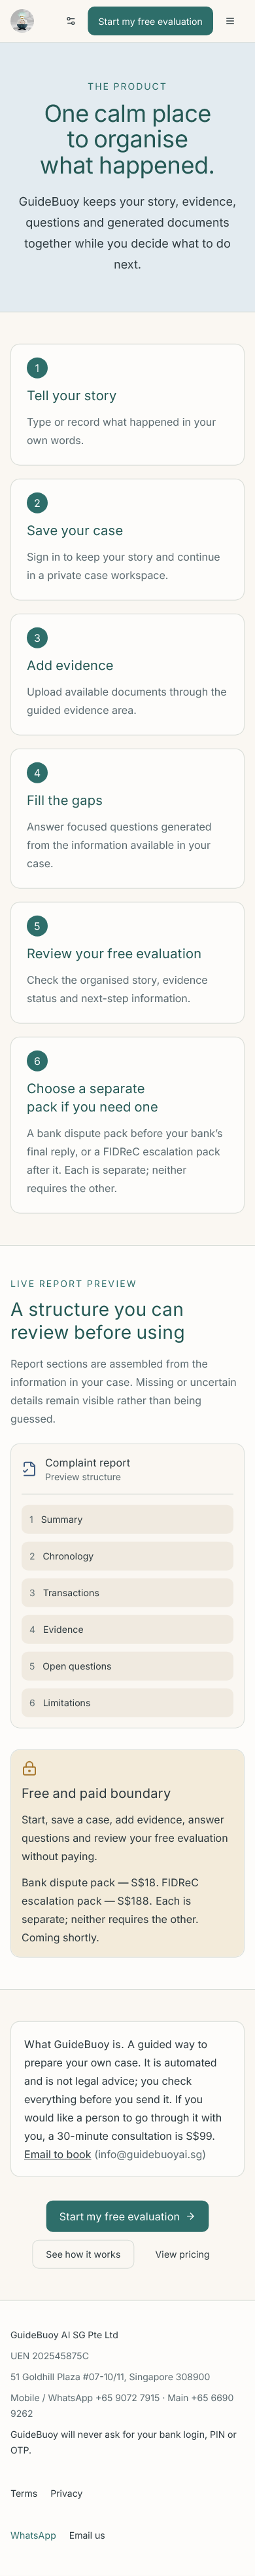 Start my free evaluation
THE PRODUCT
One calm place
to organise
what happened.
GuideBuoy keeps your story, evidence,
questions and generated documents
together while you decide what to do
next.
1
Tell your story
Type or record what happened in your
own words.
2
Save your case
Sign in to keep your story and continue
in a private case workspace.
3
Add evidence
Upload available documents through the
guided evidence area.
4
Fill the gaps
Answer focused questions generated
from the information available in your
case.
5
Review your free evaluation
Check the organised story, evidence
status and next-step information.
6
Choose a separate
pack if you need one
A bank dispute pack before your bank's
final reply, or a FIDReC escalation pack
after it. Each is separate; neither
requires the other.
LIVE REPORT PREVIEW
A structure you can
review before using
Report sections are assembled from the
information in your case. Missing or uncertain
details remain visible rather than being
guessed.
Complaint report
Preview structure
1 Summary
2 Chronology
3 Transactions
4 Evidence
5 Open questions
6 Limitations
Free and paid boundary
Start, save a case, add evidence, answer
questions and review your free evaluation
without paying.
Bank dispute pack — S$18. FIDReC
escalation pack — S$188. Each is
separate; neither requires the other.
Coming shortly.
What GuideBuoy is. A guided way to
prepare your own case. It is automated
and is not legal advice; you check
everything before you send it. If you
would like a person to go through it with
you, a 30-minute consultation is S$99.
Email to book (info@guidebuoyai.sg)
Start my free evaluation →
See how it works View pricing
GuideBuoy AI SG Pte Ltd
UEN 202545875C
51 Goldhill Plaza #07-10/11, Singapore 308900
Mobile / WhatsApp +65 9072 7915 · Main +65 6690
9262
GuideBuoy will never ask for your bank login, PIN or
OTP.
Terms Privacy
WhatsApp Email us